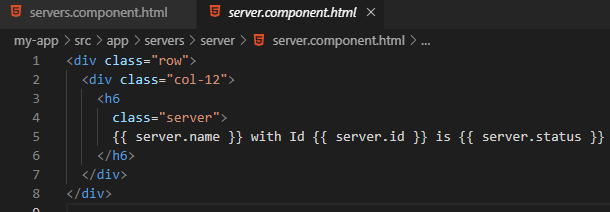 servers.component.html server.component.html ×
my-app > src > app > servers > server > server.component.html > ...
1 <div class="row">
2 <div class="col-12">
3 <h6
4 class="server">
5 {{ server.name }} with Id {{ server.id }} is {{ server.status }}
6 </h6>
7 </div>
8 </div>
9